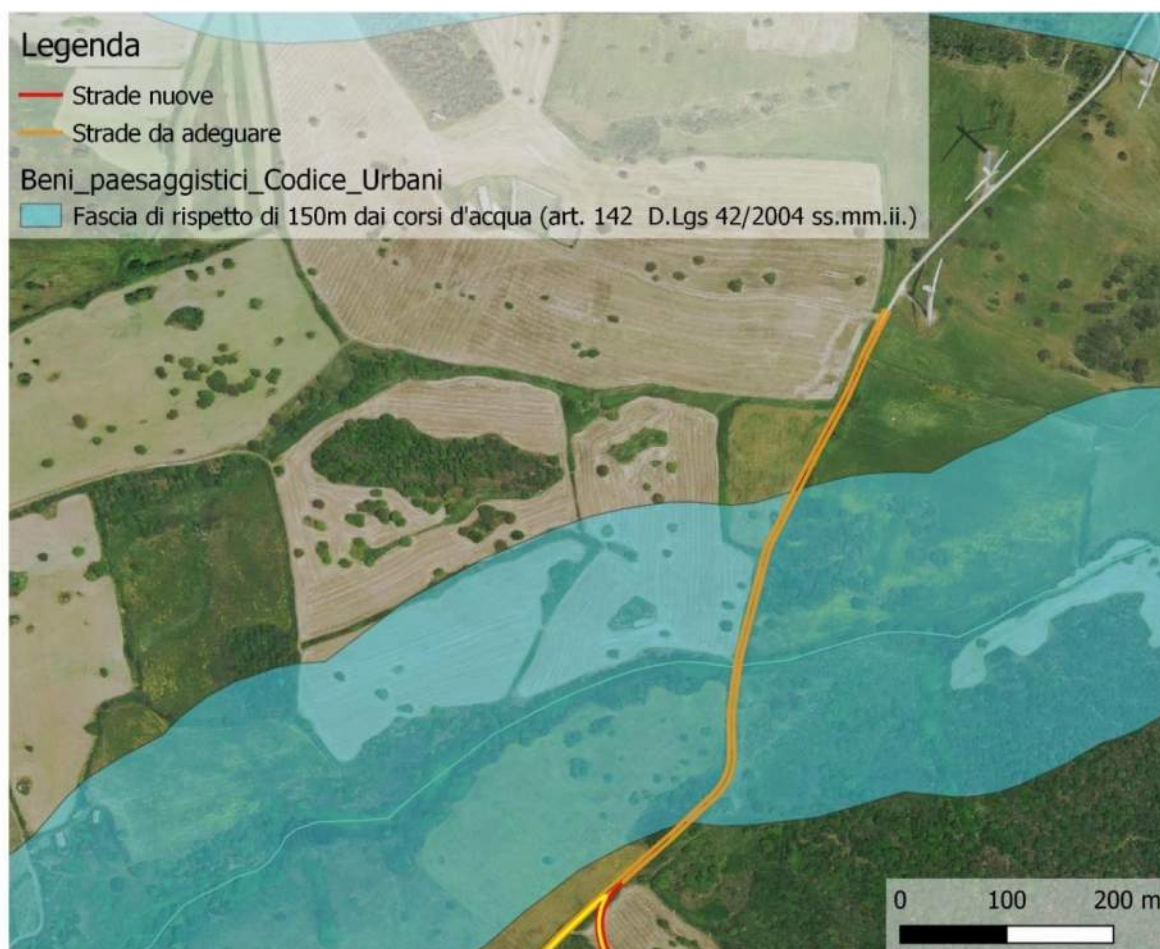 Legenda
Strade nuove
Strade da adeguare
Beni_paesaggistici_Codice_Urbani
Fascia di rispetto di 150m dai corsi d'acqua (art. 142 D.Lgs 42/2004 ss.mm.ii.)
0 100 200 m